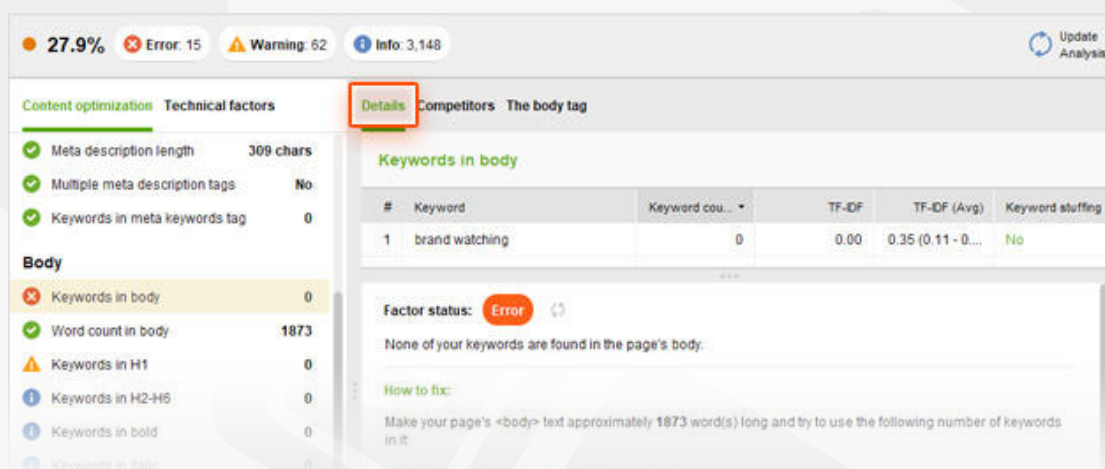 27.9% Error: 15 Warning: 62 Info: 3,148 Update Analysis
Content optimization Technical factors
Meta description length 309 chars
Multiple meta description tags No
Keywords in meta keywords tag 0
Body
Keywords in body 0
Word count in body 1873
Keywords in H1 0
Keywords in H2-H6 0
Keywords in bold 0
Keywords in italic 0
Details Competitors The body tag
Keywords in body
# Keyword Keyword cou... TF-IDF TF-IDF (Avg) Keyword stuffing
1 brand watching 0 0.00 0.35 (0.11 - 0.... No
Factor status: Error
None of your keywords are found in the page's body.
How to fix:
Make your page's <body> text approximately 1873 word(s) long and try to use the following number of keywords
in it: